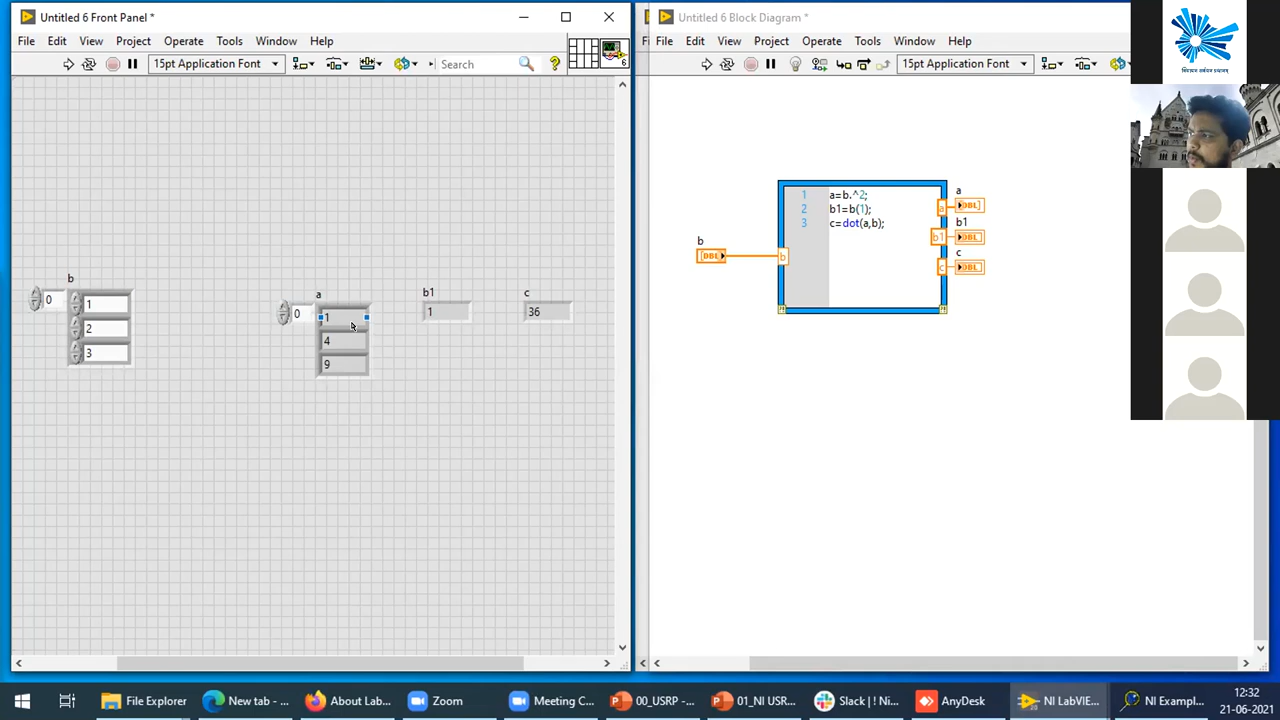 Untitled 6 Front Panel *
File Edit View Project Operate Tools Window Help
15pt Application Font
Search
6
b
0
1
2
3
a
0
1
4
9
b1
1
c
36
Untitled 6 Block Diagram *
File Edit View Project Operate Tools Window Help
15pt Application Font
b
DBL
b
1 a=b.^2;
2 b1=b(1);
3 c=dot(a,b);
a
b1
c
a
DBL
b1
DBL
c
DBL
File Explorer
New tab - ...
About Lab...
Zoom
Meeting C...
00_USRP -...
01_NI USR...
Slack | ! Ni...
AnyDesk
NI LabVIE...
NI Exampl...
12:32
21-06-2021